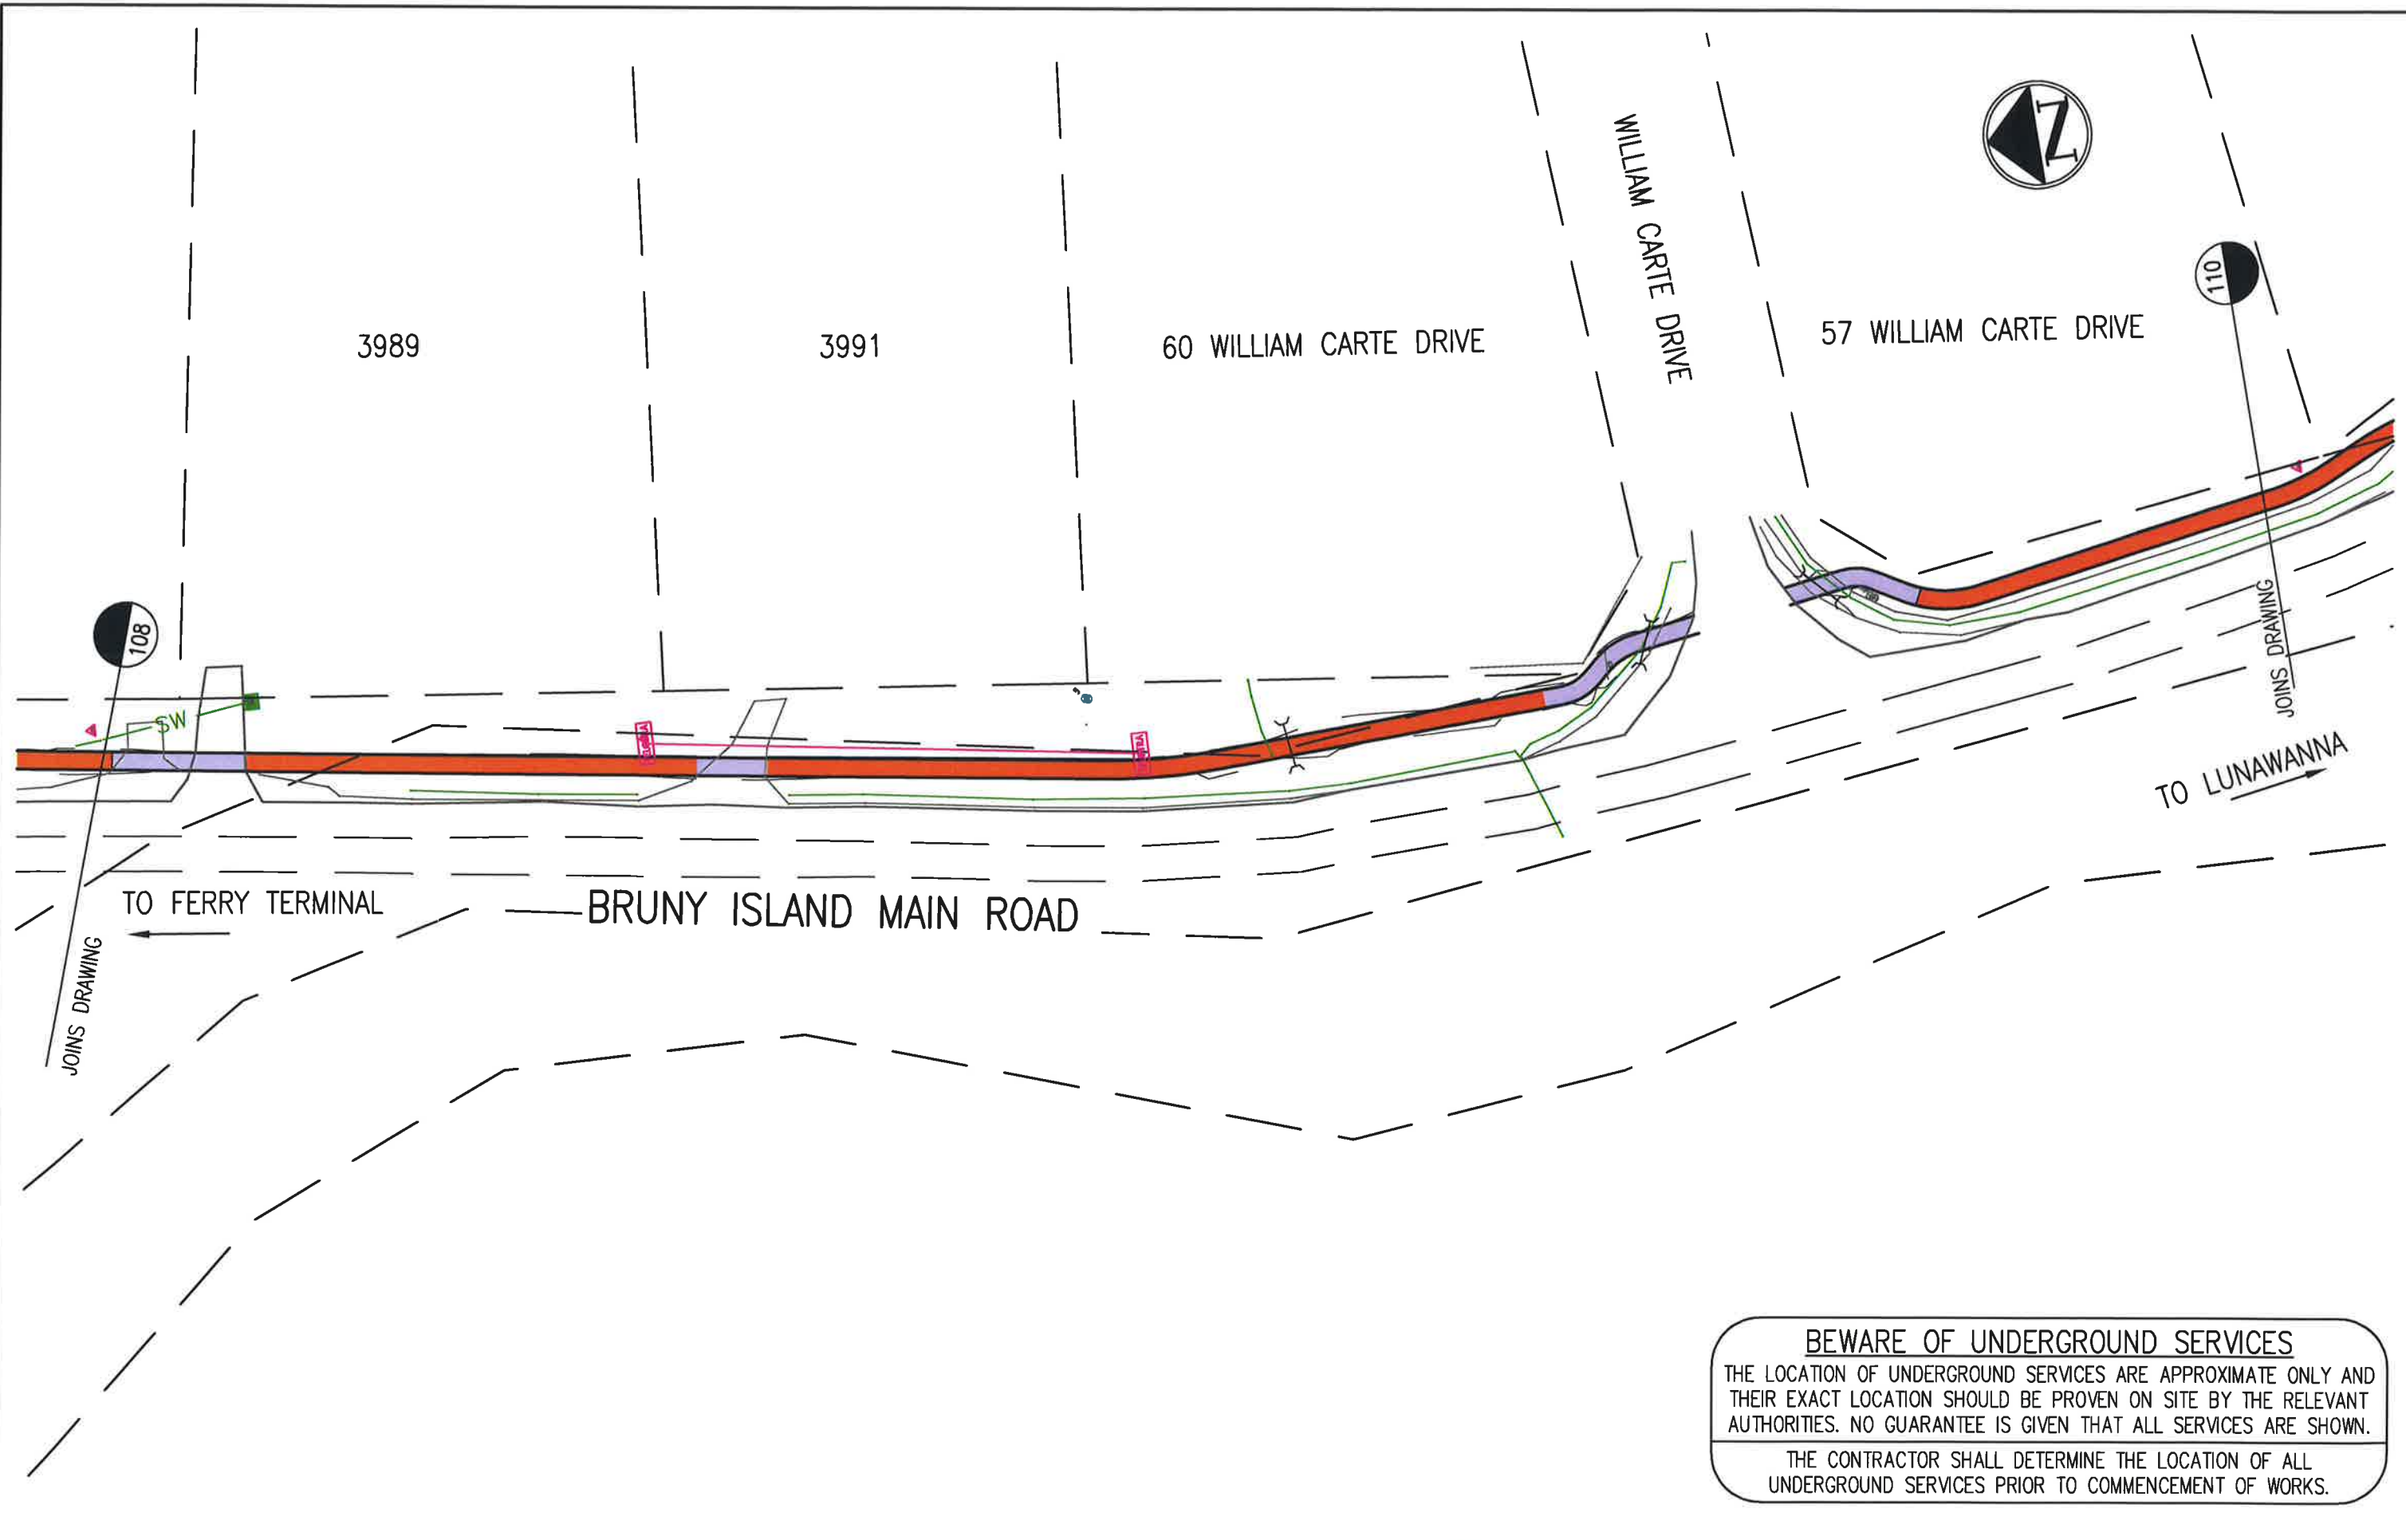 N
WILLIAM CARTE DRIVE
110
3989
3991
60 WILLIAM CARTE DRIVE
57 WILLIAM CARTE DRIVE
108
SW
JOINS DRAWING
TO LUNAWANNA
TO FERRY TERMINAL
BRUNY ISLAND MAIN ROAD
JOINS DRAWING
BEWARE OF UNDERGROUND SERVICES
THE LOCATION OF UNDERGROUND SERVICES ARE APPROXIMATE ONLY AND
THEIR EXACT LOCATION SHOULD BE PROVEN ON SITE BY THE RELEVANT
AUTHORITIES. NO GUARANTEE IS GIVEN THAT ALL SERVICES ARE SHOWN.
THE CONTRACTOR SHALL DETERMINE THE LOCATION OF ALL
UNDERGROUND SERVICES PRIOR TO COMMENCEMENT OF WORKS.